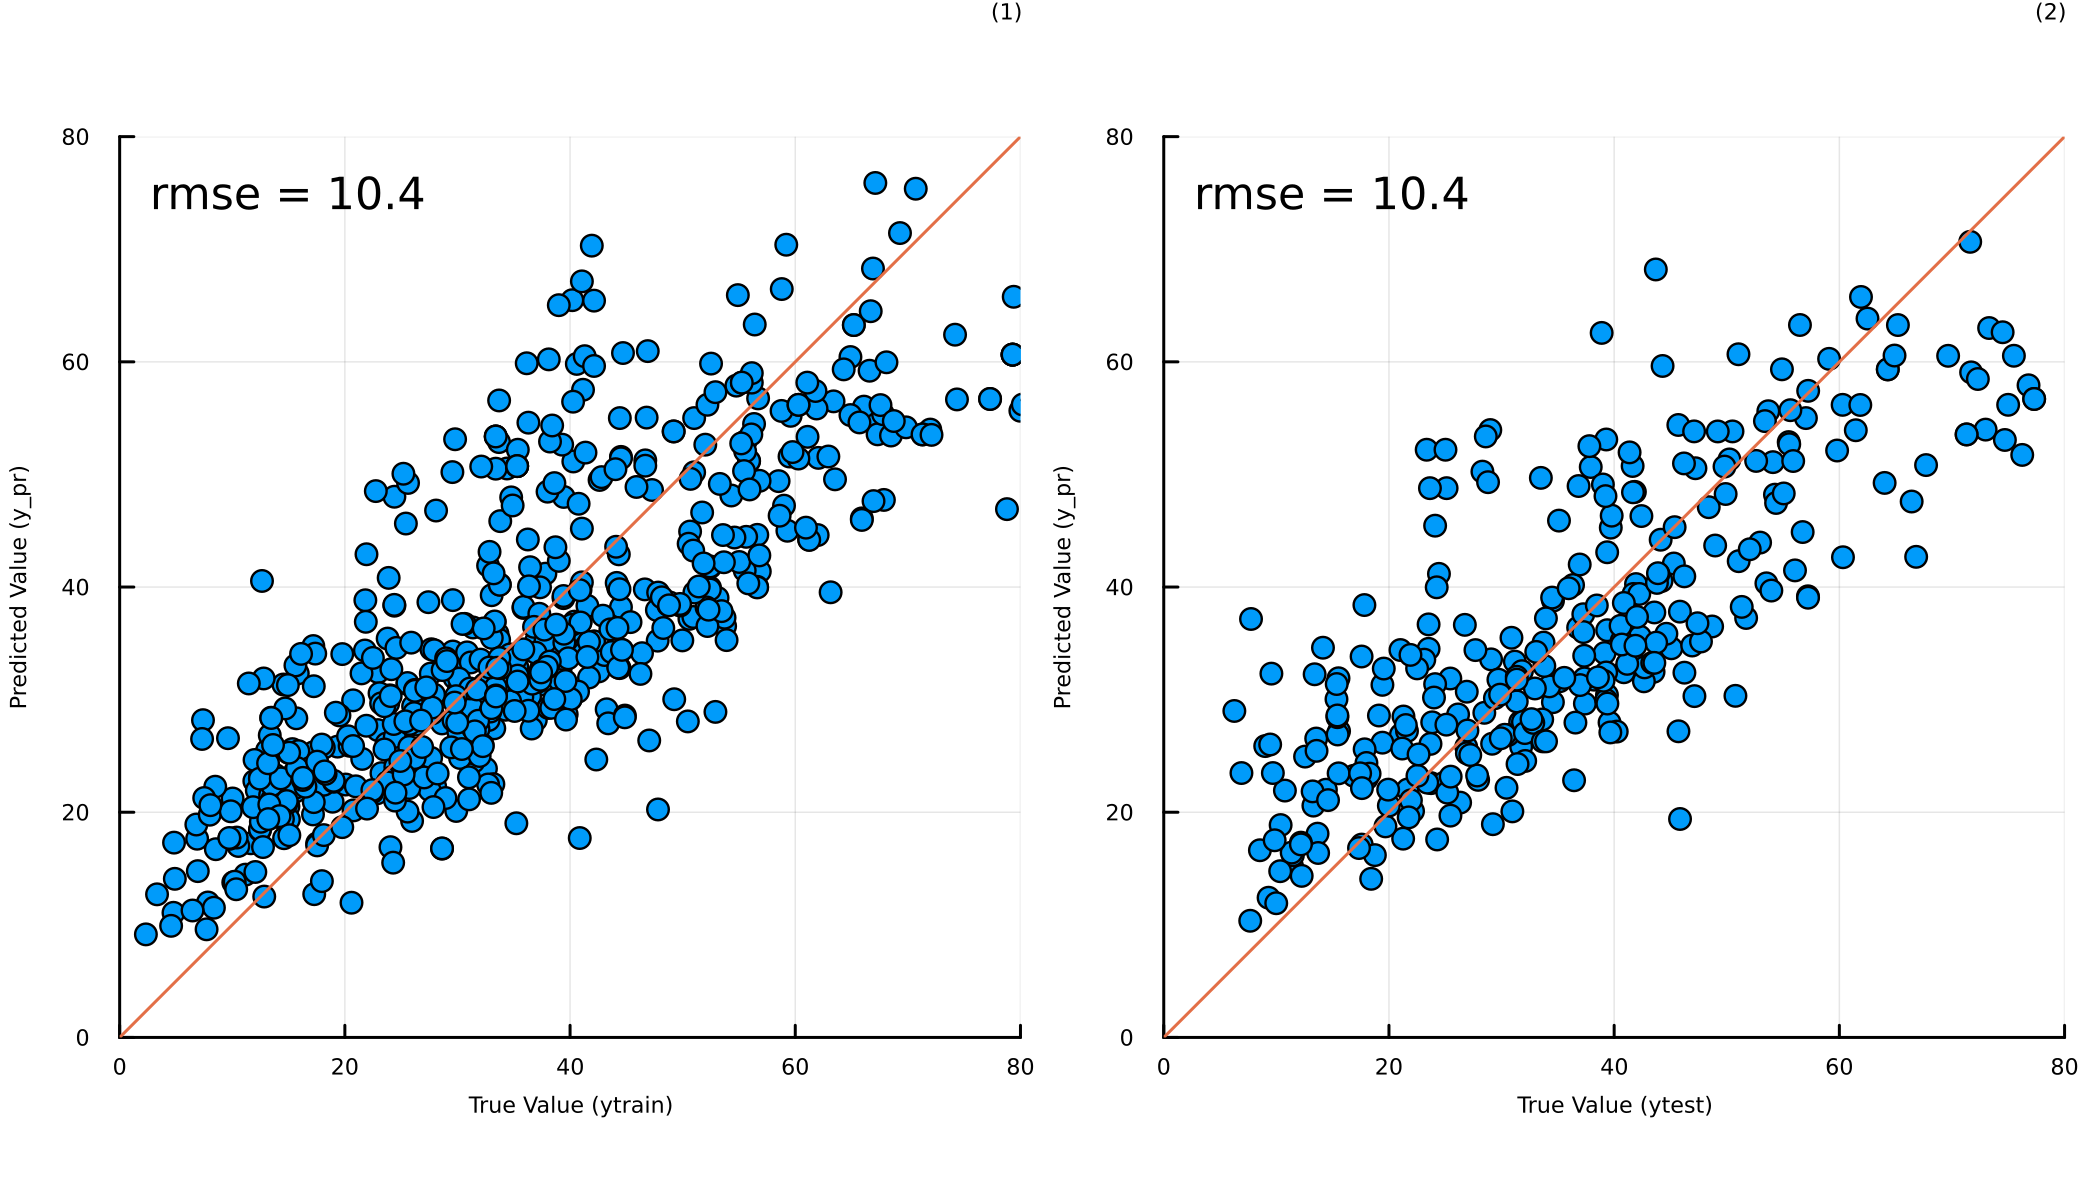 (1)
(2)
80
60
40
20
0
0 20 40 60 80
Predicted Value (y_pr)
True Value (ytrain)
rmse = 10.4
80
60
40
20
0
0 20 40 60 80
Predicted Value (y_pr)
True Value (ytest)
rmse = 10.4